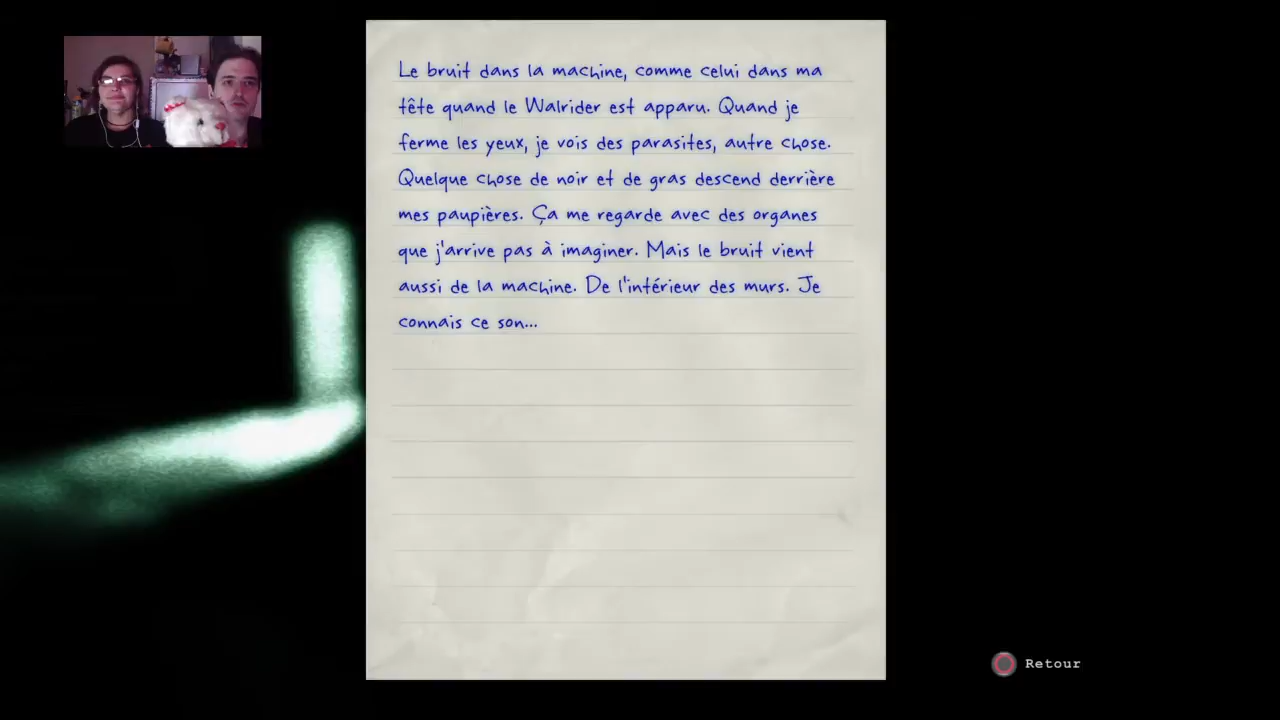 Le bruit dans la machine, comme celui dans ma
tête quand le Walrider est apparu. Quand je
ferme les yeux, je vois des parasites, autre chose.
Quelque chose de noir et de gras descend derrière
mes paupières. Ça me regarde avec des organes
que j'arrive pas à imaginer. Mais le bruit vient
aussi de la machine. De l'intérieur des murs. Je
connais ce son...
Retour